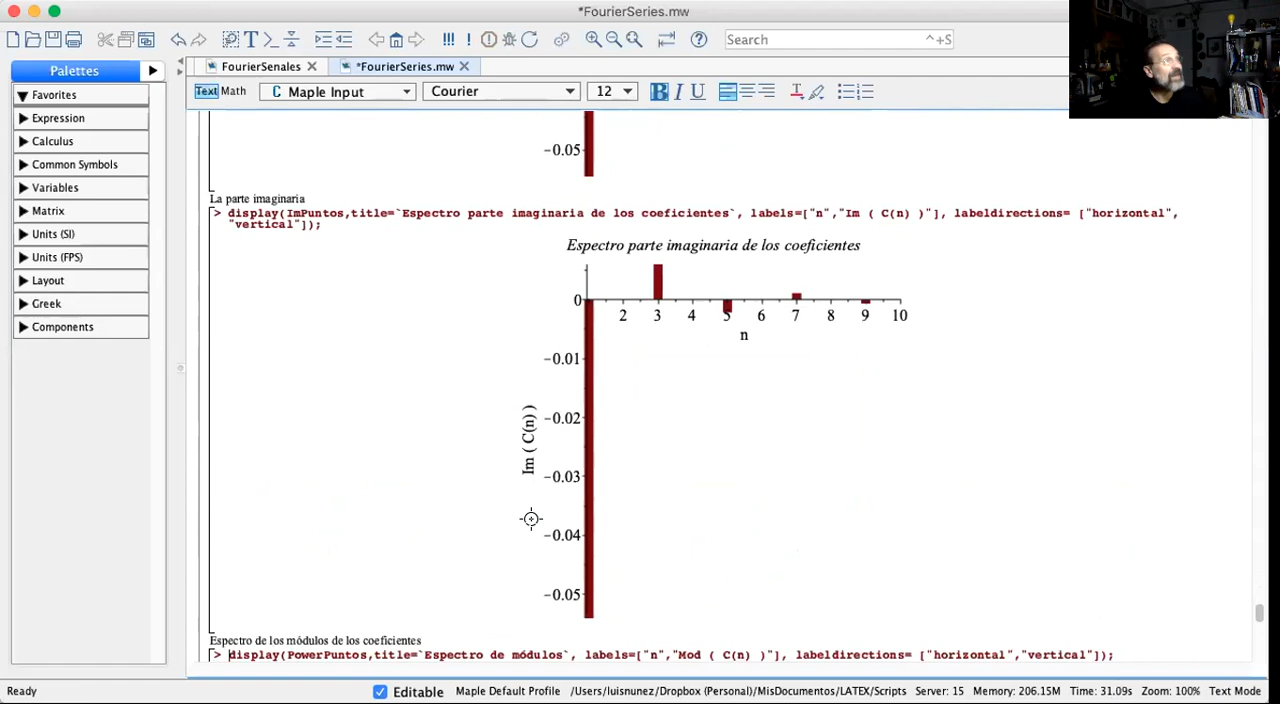 *FourierSeries.mw
Search
^+S
Palettes
FourierSenales
*FourierSeries.mw
Text
Math
C Maple Input
Courier
12
B I U
Favorites
Expression
Calculus
Common Symbols
Variables
Matrix
Units (SI)
Units (FPS)
Layout
Greek
Components
−0.05
La parte imaginaria
> display(ImPuntos,title=`Espectro parte imaginaria de los coeficientes`, labels=["n","Im ( C(n) )"], labeldirections= ["horizontal",
"vertical"]);
Espectro parte imaginaria de los coeficientes
0
2 3 4 5 6 7 8 9 10
n
−0.01
−0.02
−0.03
−0.04
−0.05
Im ( C(n) )
Espectro de los módulos de los coeficientes
> display(PowerPuntos,title=`Espectro de módulos`, labels=["n","Mod ( C(n) )"], labeldirections= ["horizontal","vertical"]);
Ready
Editable
Maple Default Profile
/Users/luisnunez/Dropbox (Personal)/MisDocumentos/LATEX/Scripts
Server: 15
Memory: 206.15M
Time: 31.09s
Zoom: 100%
Text Mode